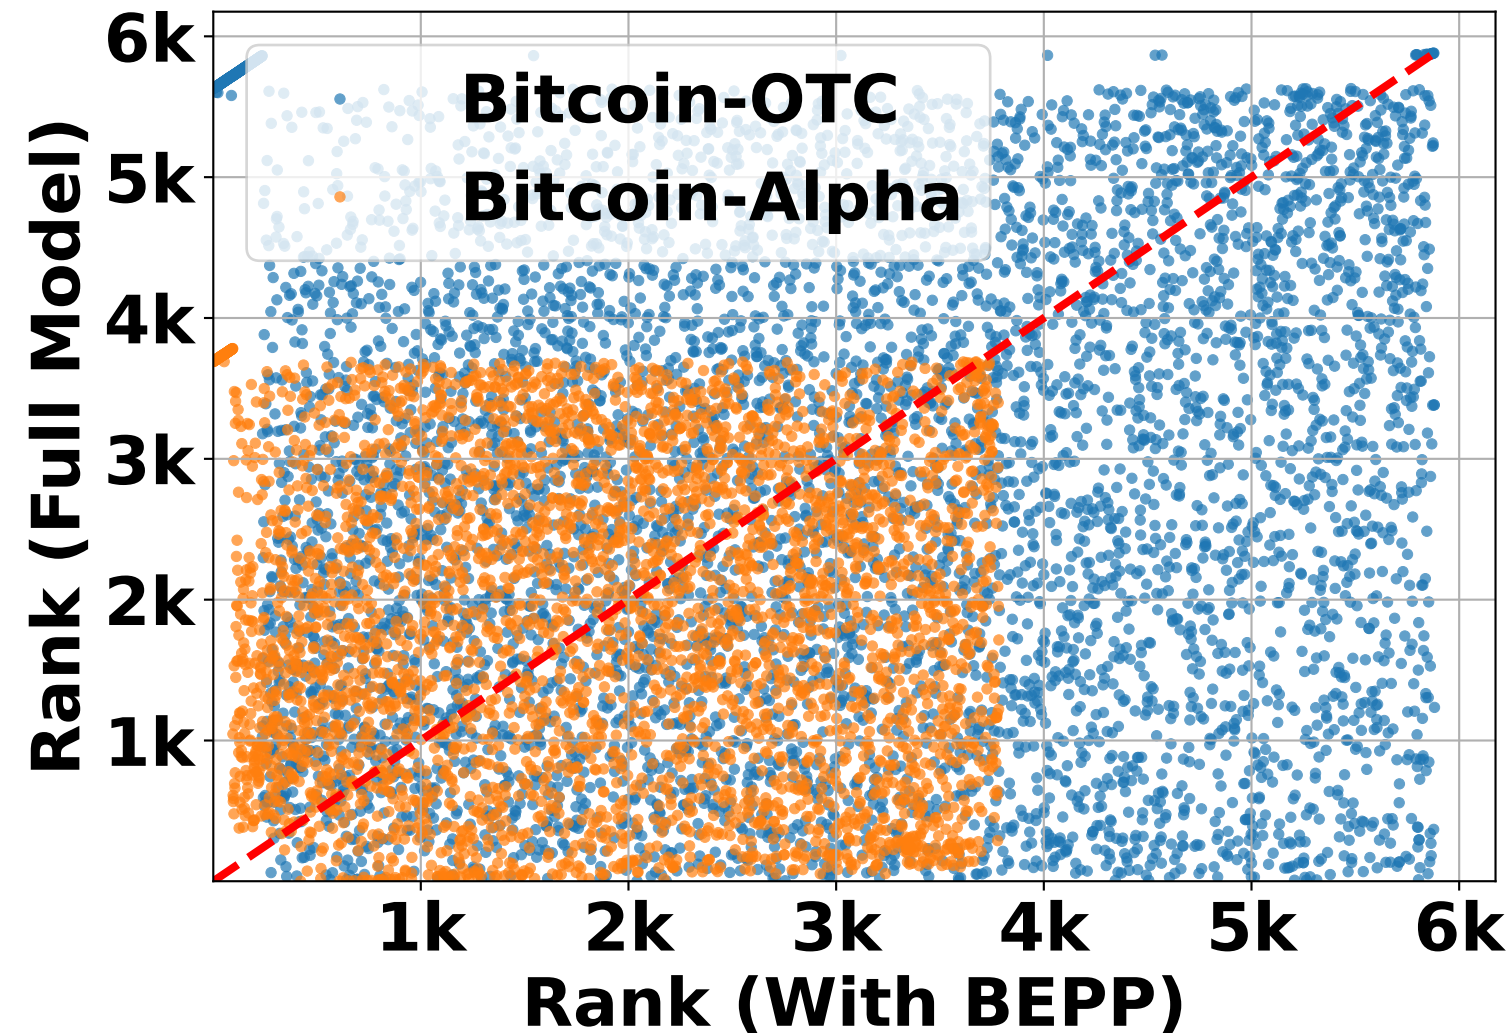 6k
5k
4k
3k
2k
1k
Rank (Full Model)
Bitcoin-OTC
Bitcoin-Alpha
1k 2k 3k 4k 5k 6k
Rank (With BEPP)